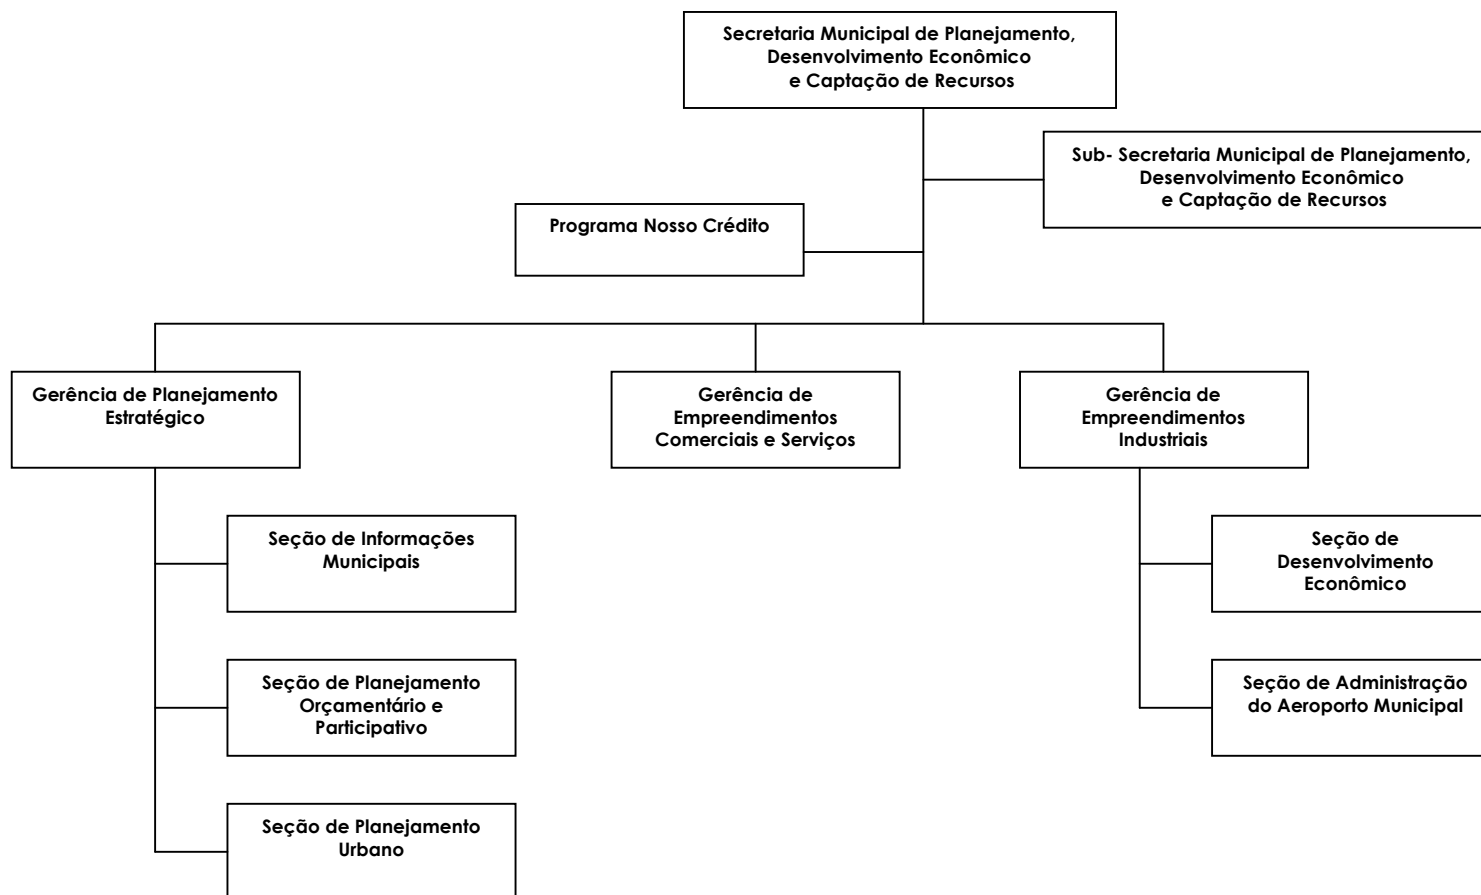 Secretaria Municipal de Planejamento,
Desenvolvimento Econômico
e Captação de Recursos
Sub- Secretaria Municipal de Planejamento,
Desenvolvimento Econômico
e Captação de Recursos
Programa Nosso Crédito
Gerência de Planejamento
Estratégico
Gerência de
Empreendimentos
Comerciais e Serviços
Gerência de
Empreendimentos
Industriais
Seção de Informações
Municipais
Seção de
Desenvolvimento
Econômico
Seção de Planejamento
Orçamentário e
Participativo
Seção de Administração
do Aeroporto Municipal
Seção de Planejamento
Urbano